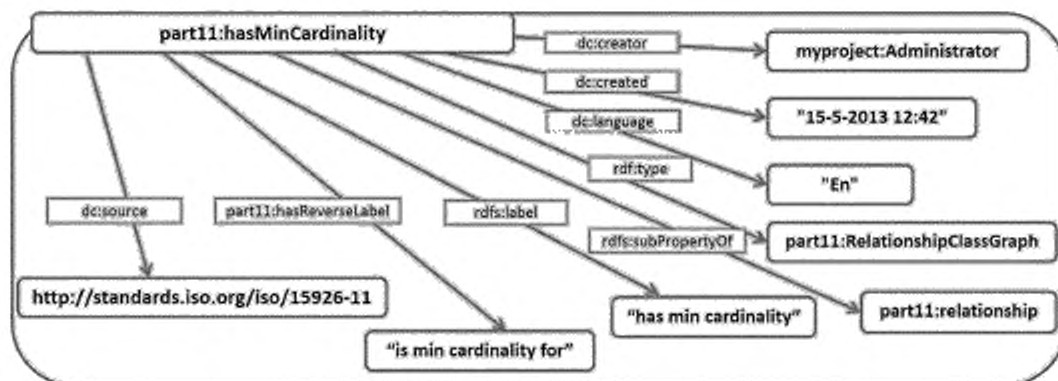 part11:hasMinCardinality
dc:creator
myproject:Administrator
dc:created
"15-5-2013 12:42"
dc:language
"En"
rdf:type
part11:RelationshipClassGraph
dc:source
part11:hasReverseLabel
rdfs:label
rdfs:subPropertyOf
http://standards.iso.org/iso/15926-11
"has min cardinality"
part11:relationship
"is min cardinality for"